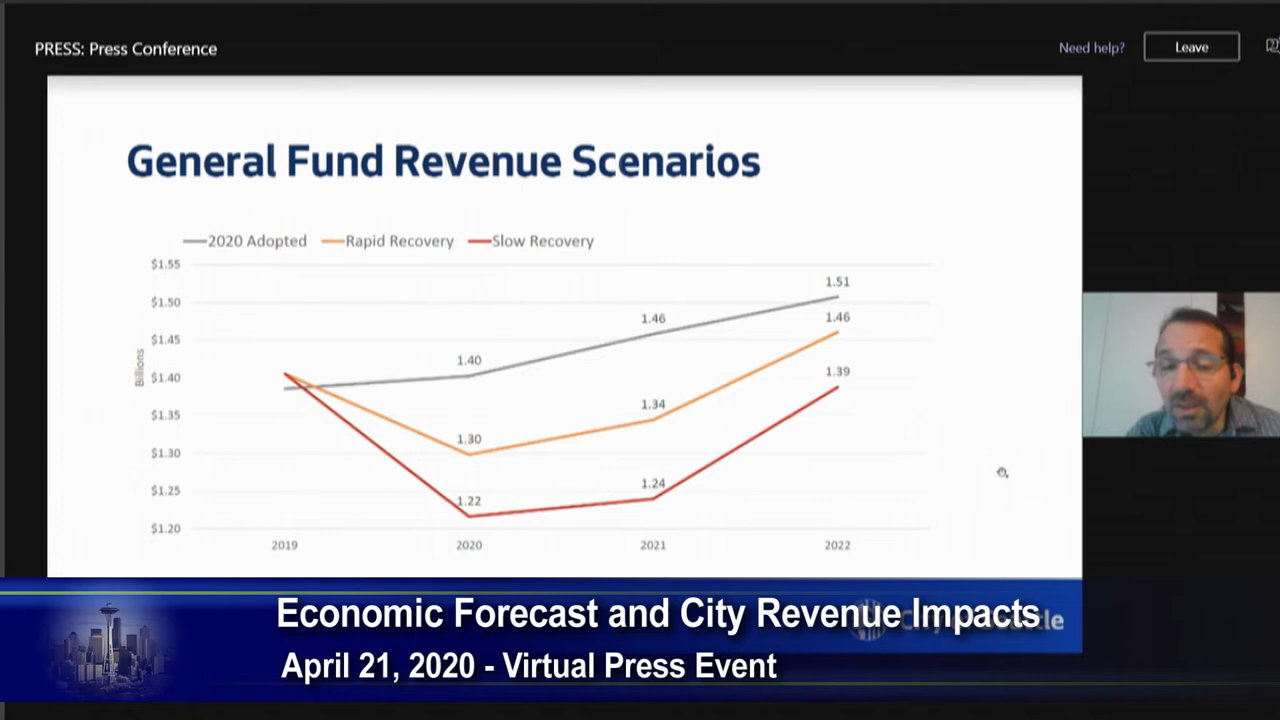 PRESS: Press Conference
Need help?
Leave
General Fund Revenue Scenarios
2020 Adopted Rapid Recovery Slow Recovery
$1.55
$1.50
$1.45
$1.40
$1.35
$1.30
$1.25
$1.20
Billions
1.40
1.46
1.51
1.30
1.34
1.46
1.22
1.24
1.39
2019 2020 2021 2022
Economic Forecast and City Revenue Impacts
April 21, 2020 - Virtual Press Event